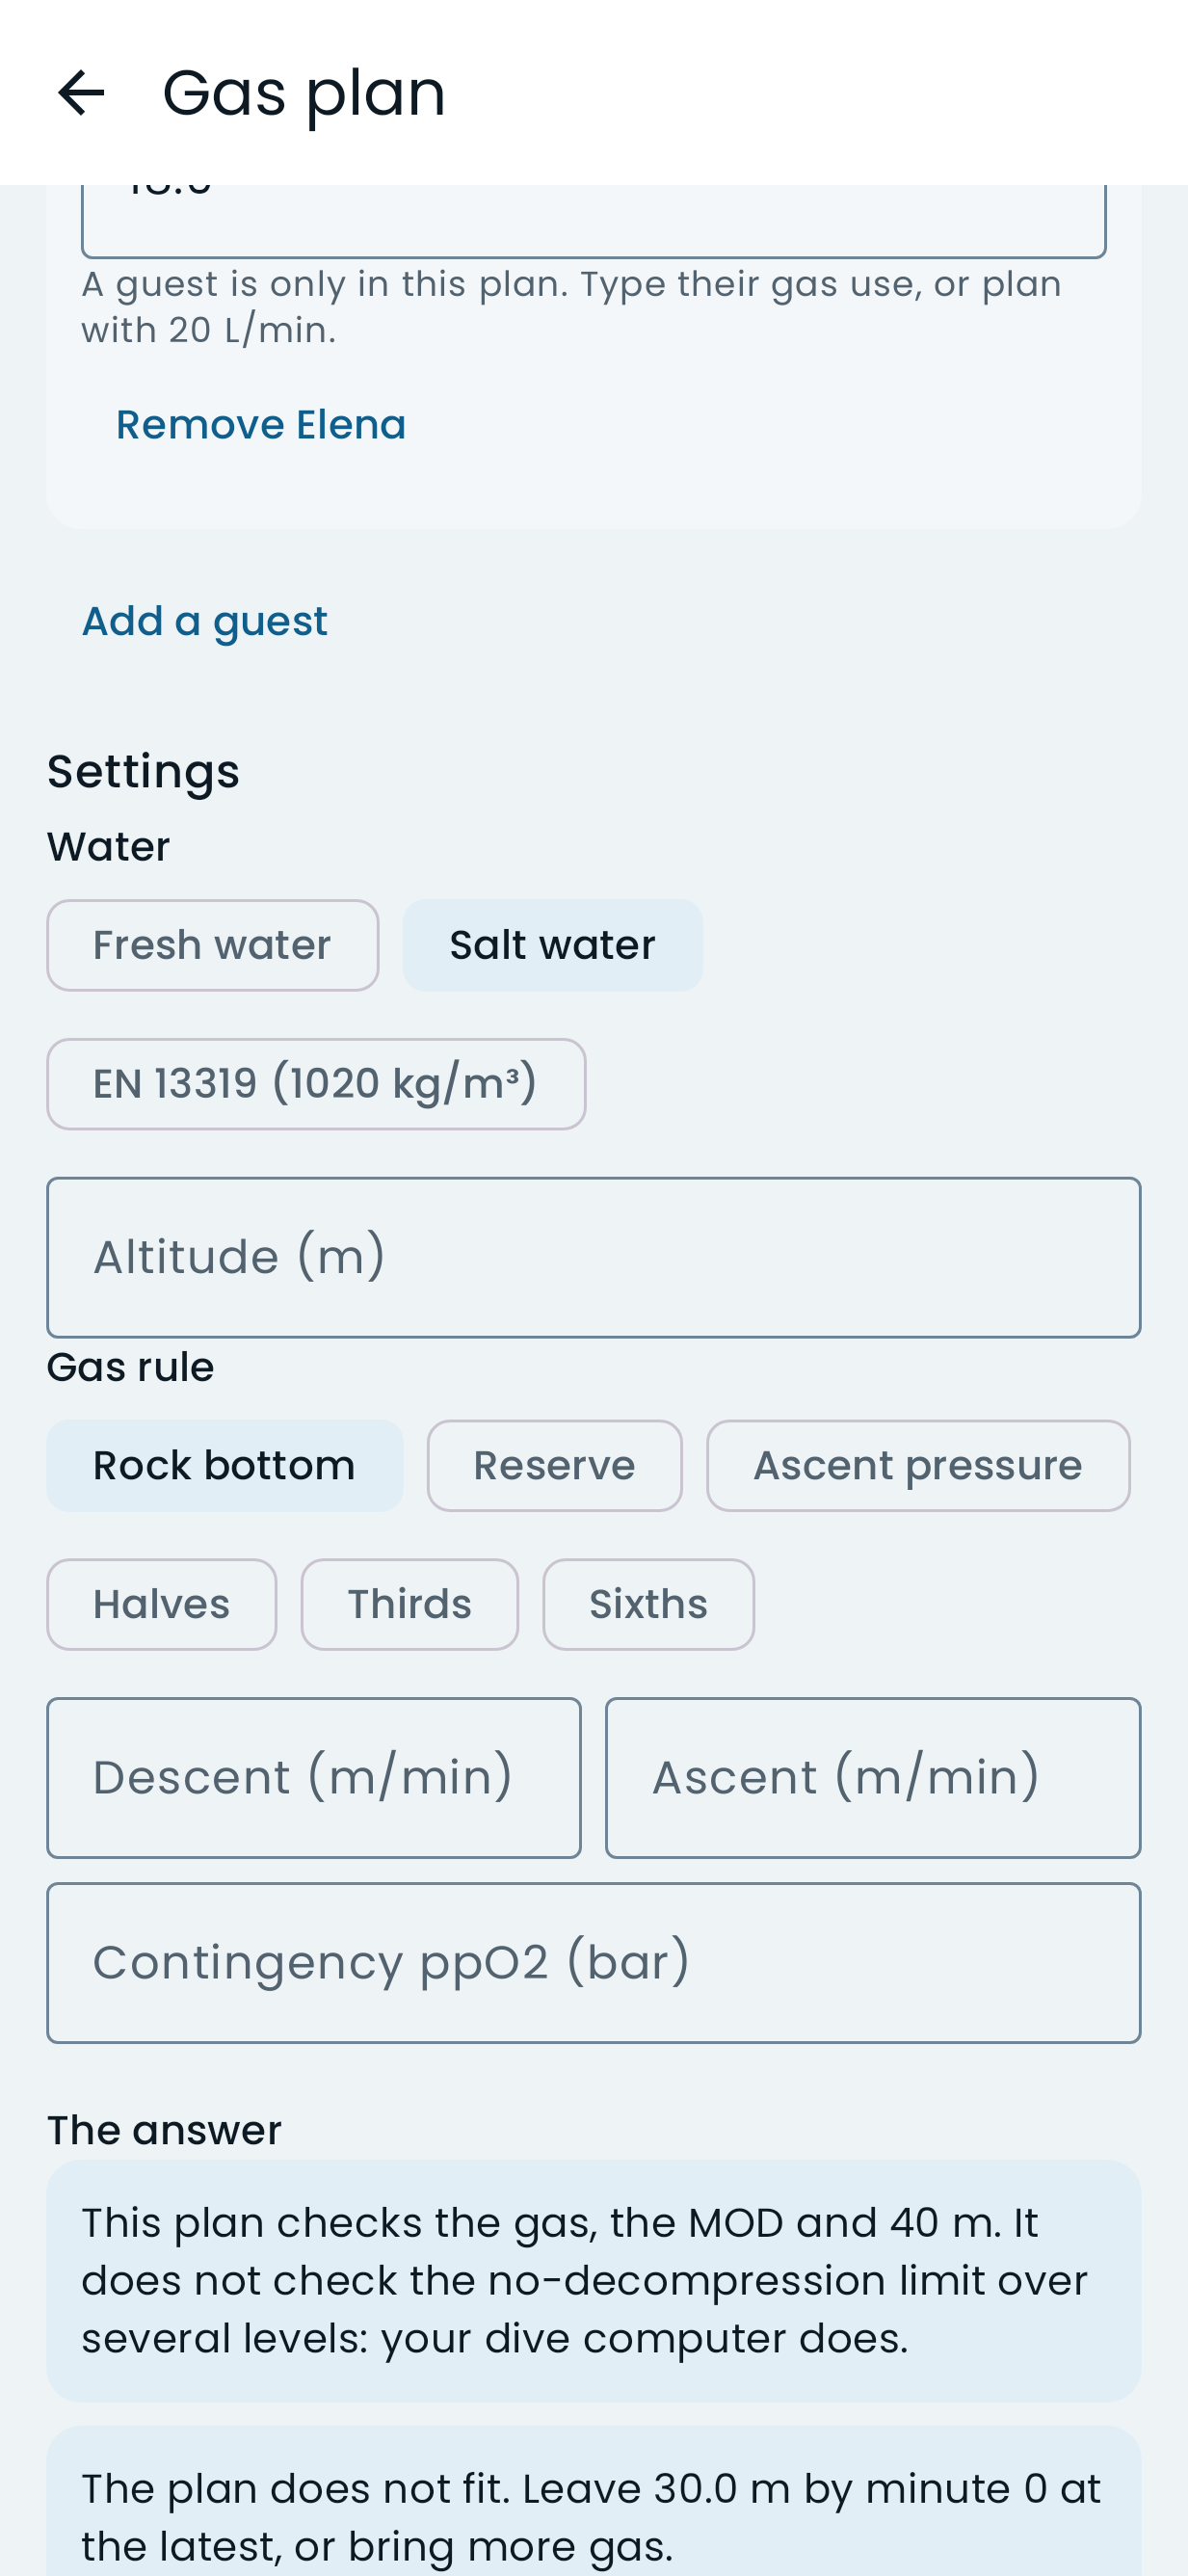 Gas plan
A guest is only in this plan. Type their gas use, or plan
with 20 L/min.
Remove Elena
Add a guest
Settings
Water
Fresh water
Salt water
EN 13319 (1020 kg/m³)
Altitude (m)
Gas rule
Rock bottom
Reserve
Ascent pressure
Halves
Thirds
Sixths
Descent (m/min)
Ascent (m/min)
Contingency ppO2 (bar)
The answer
This plan checks the gas, the MOD and 40 m. It
does not check the no-decompression limit over
several levels: your dive computer does.
The plan does not fit. Leave 30.0 m by minute 0 at
the latest, or bring more gas.